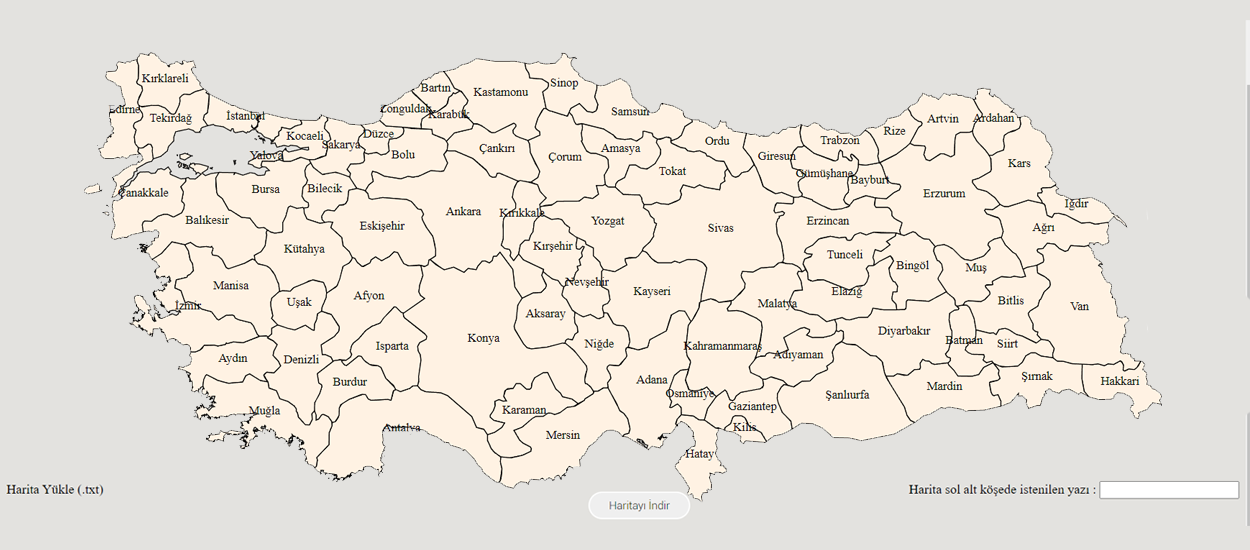 Kırklareli
Edirne
Tekirdağ
İstanbul
Kocaeli
Yalova
Sakarya
Düzce
Zonguldak
Bartın
Karabük
Kastamonu
Sinop
Samsun
Bolu
Çankırı
Çorum
Amasya
Tokat
Ordu
Giresun
Trabzon
Gümüşhane
Bayburt
Rize
Artvin
Ardahan
Kars
Iğdır
Ağrı
Erzurum
Erzincan
Çanakkale
Bursa
Bilecik
Balıkesir
Eskişehir
Kütahya
Ankara
Kırıkkale
Yozgat
Sivas
Kırşehir
Nevşehir
Kayseri
Tunceli
Bingöl
Muş
Elazığ
Malatya
Bitlis
Van
Manisa
İzmir
Uşak
Afyon
Aksaray
Konya
Niğde
Kahramanmaraş
Adıyaman
Diyarbakır
Batman
Siirt
Şırnak
Hakkari
Aydın
Denizli
Isparta
Burdur
Muğla
Antalya
Karaman
Mersin
Adana
Osmaniye
Gaziantep
Kilis
Hatay
Şanlıurfa
Mardin
Harita Yükle (.txt)
Haritayı İndir
Harita sol alt köşede istenilen yazı :